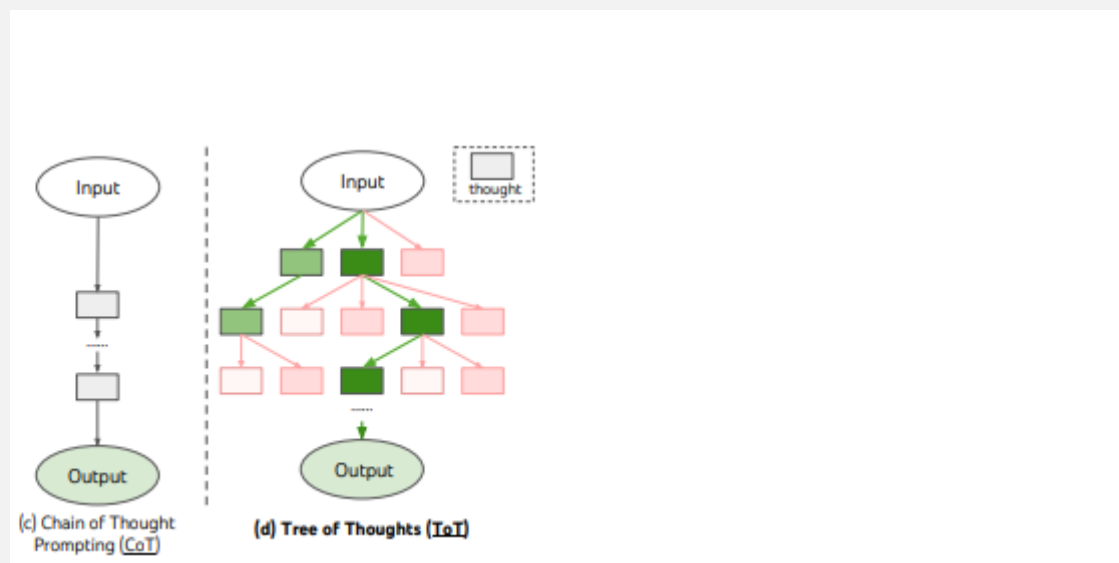 Input
......
Output
(c) Chain of Thought
Prompting (CoT)
Input
thought
......
Output
(d) Tree of Thoughts (ToT)